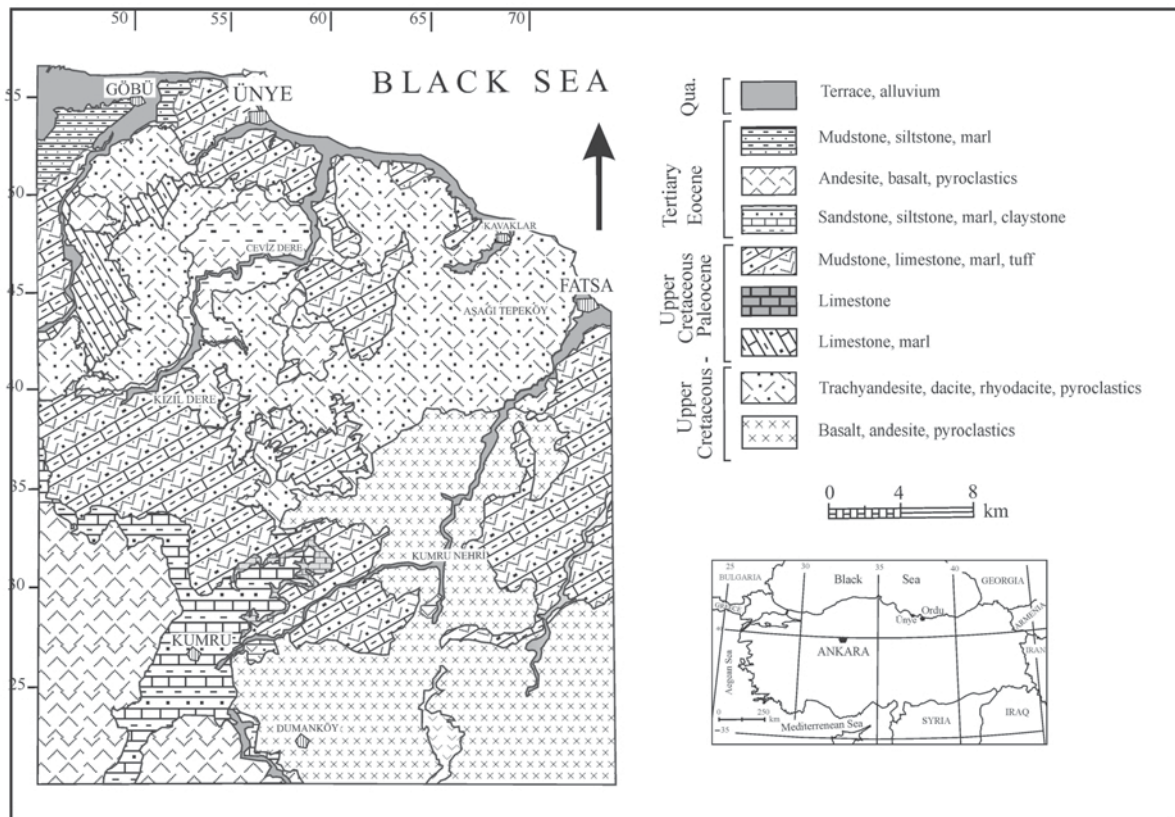 50 55 60 65 70
BLACK SEA
GÖBÜ
ÜNYE
55
50
45
40
35
30
25
KAVAKLAR
CEVİZ DERE
FATSA
AŞAĞI TEPEKÖY
KIZIL DERE
KUMRU NEHRİ
KUMRU
DUMANKÖY
Qua.
Terrace, alluvium
Tertiary
Eocene
Mudstone, siltstone, marl
Andesite, basalt, pyroclastics
Sandstone, siltstone, marl, claystone
Upper
Cretaceous
Paleocene
Mudstone, limestone, marl, tuff
Limestone
Limestone, marl
Upper
Cretaceous -
Trachyandesite, dacite, rhyodacite, pyroclastics
Basalt, andesite, pyroclastics
0 4 8
km
25 30 35 40
BULGARIA
Black Sea
GEORGIA
GREECE
Ordu
Ünye
ARMENIA
ANKARA
IRAN
Aegean Sea
0 250
km
35
Mediterranean Sea
SYRIA
IRAQ